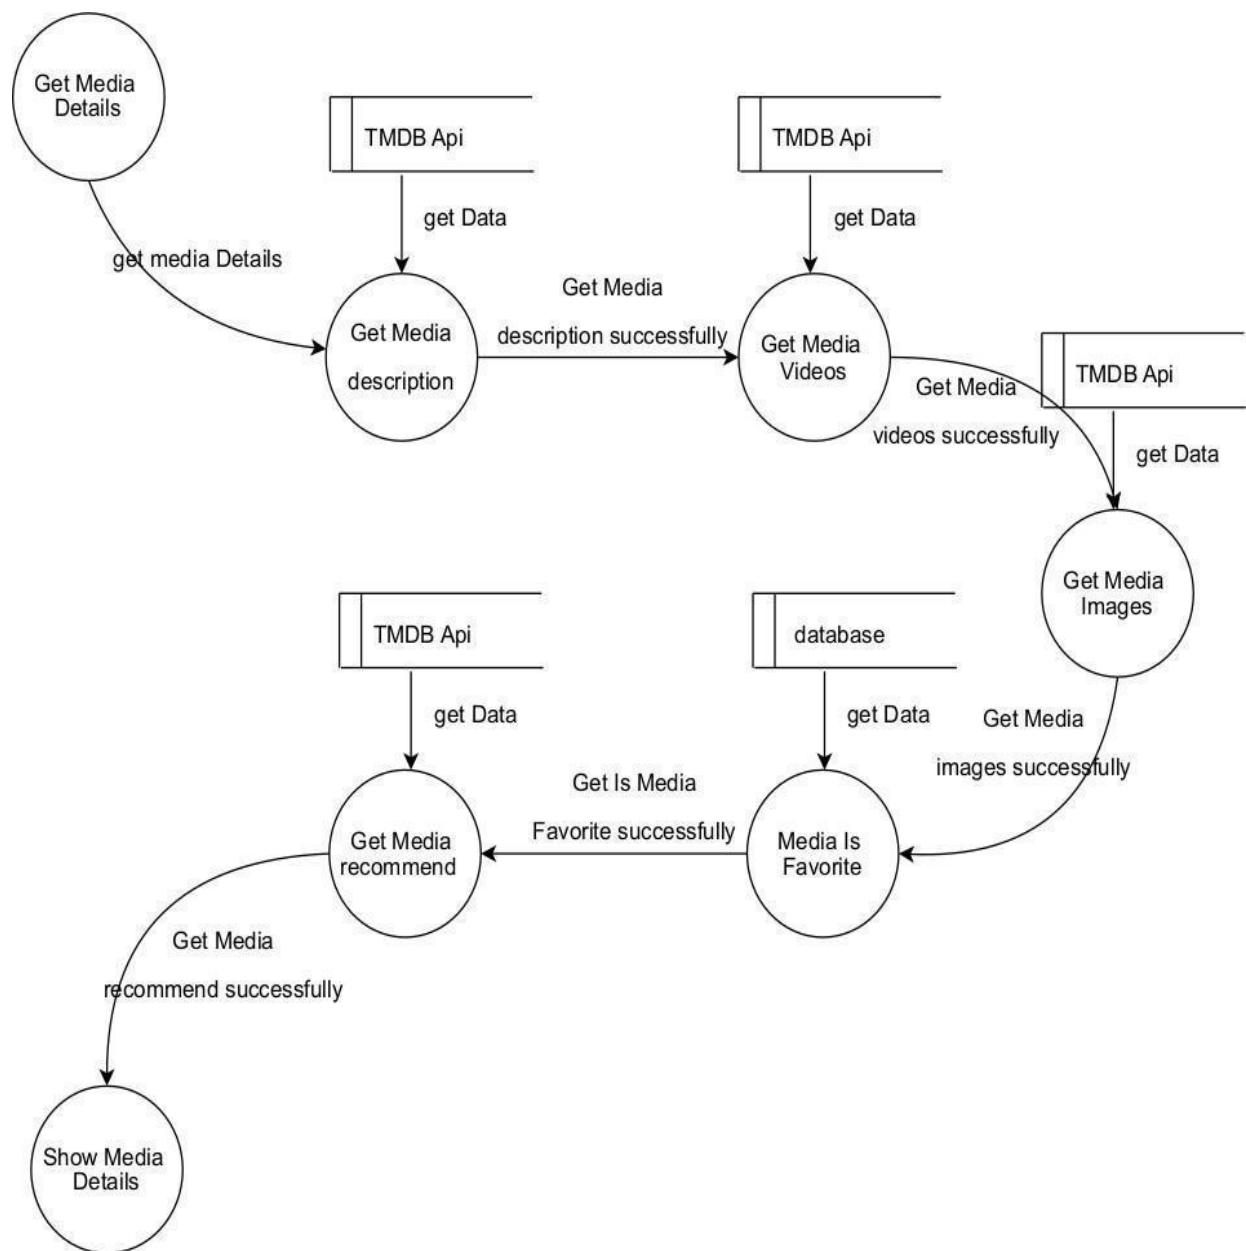 Get Media
Details
TMDB Api
TMDB Api
get Data
get Data
get media Details
Get Media
description
Get Media
description successfully
Get Media
Videos
Get Media
videos successfully
TMDB Api
get Data
Get Media
Images
TMDB Api
database
get Data
get Data
Get Media
images successfully
Get Is Media
Favorite successfully
Get Media
recommend
Media Is
Favorite
Get Media
recommend successfully
Show Media
Details